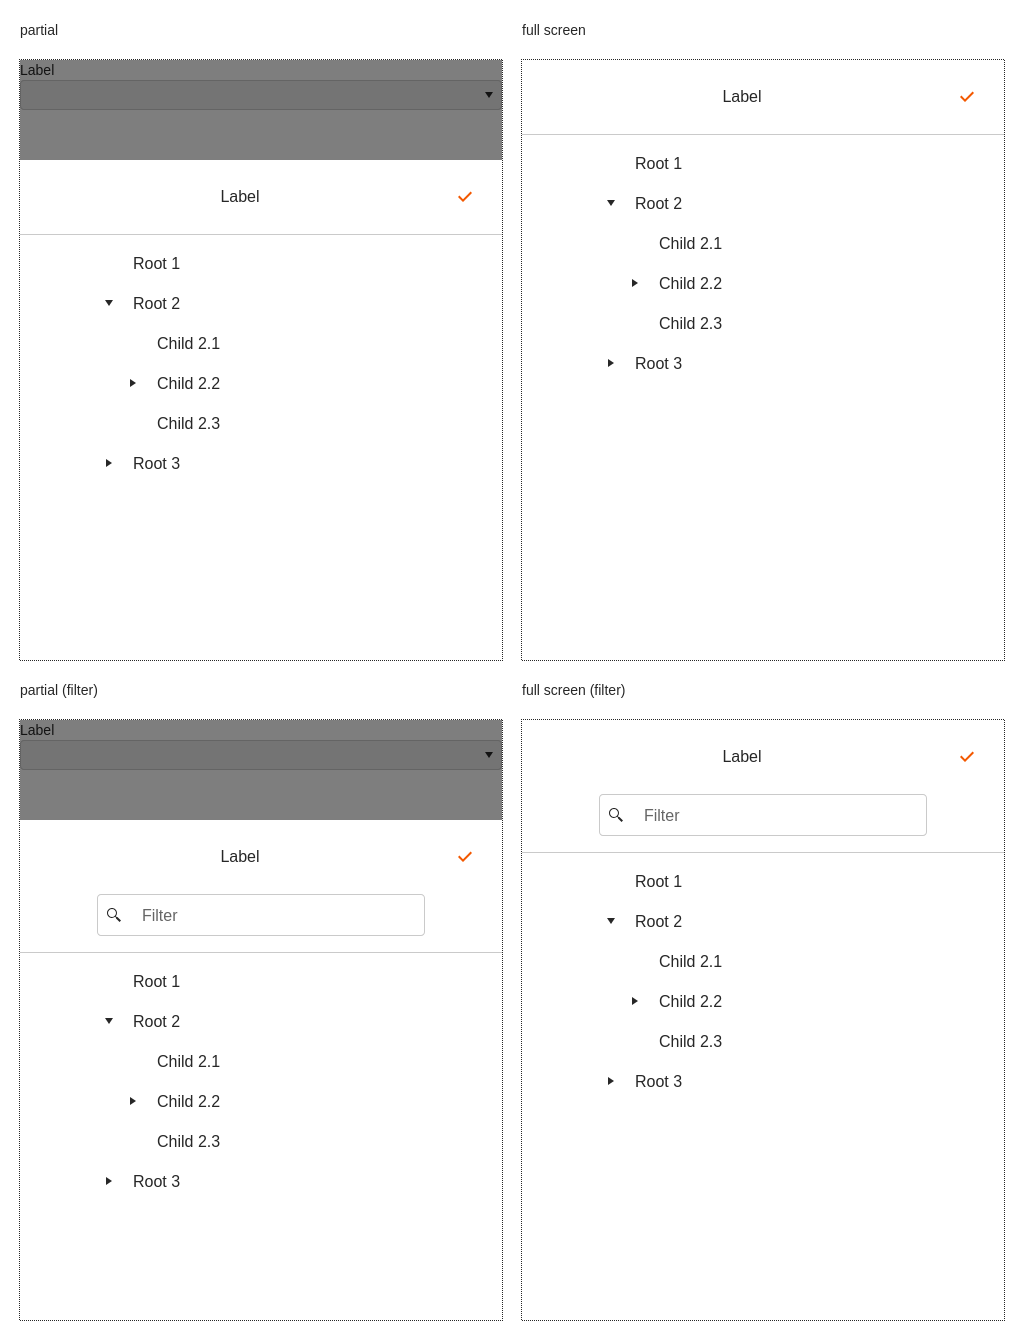 partial
Label
Label
Root 1
Root 2
Child 2.1
Child 2.2
Child 2.3
Root 3
full screen
Label
Root 1
Root 2
Child 2.1
Child 2.2
Child 2.3
Root 3
partial (filter)
Label
Label
Filter
Root 1
Root 2
Child 2.1
Child 2.2
Child 2.3
Root 3
full screen (filter)
Label
Filter
Root 1
Root 2
Child 2.1
Child 2.2
Child 2.3
Root 3